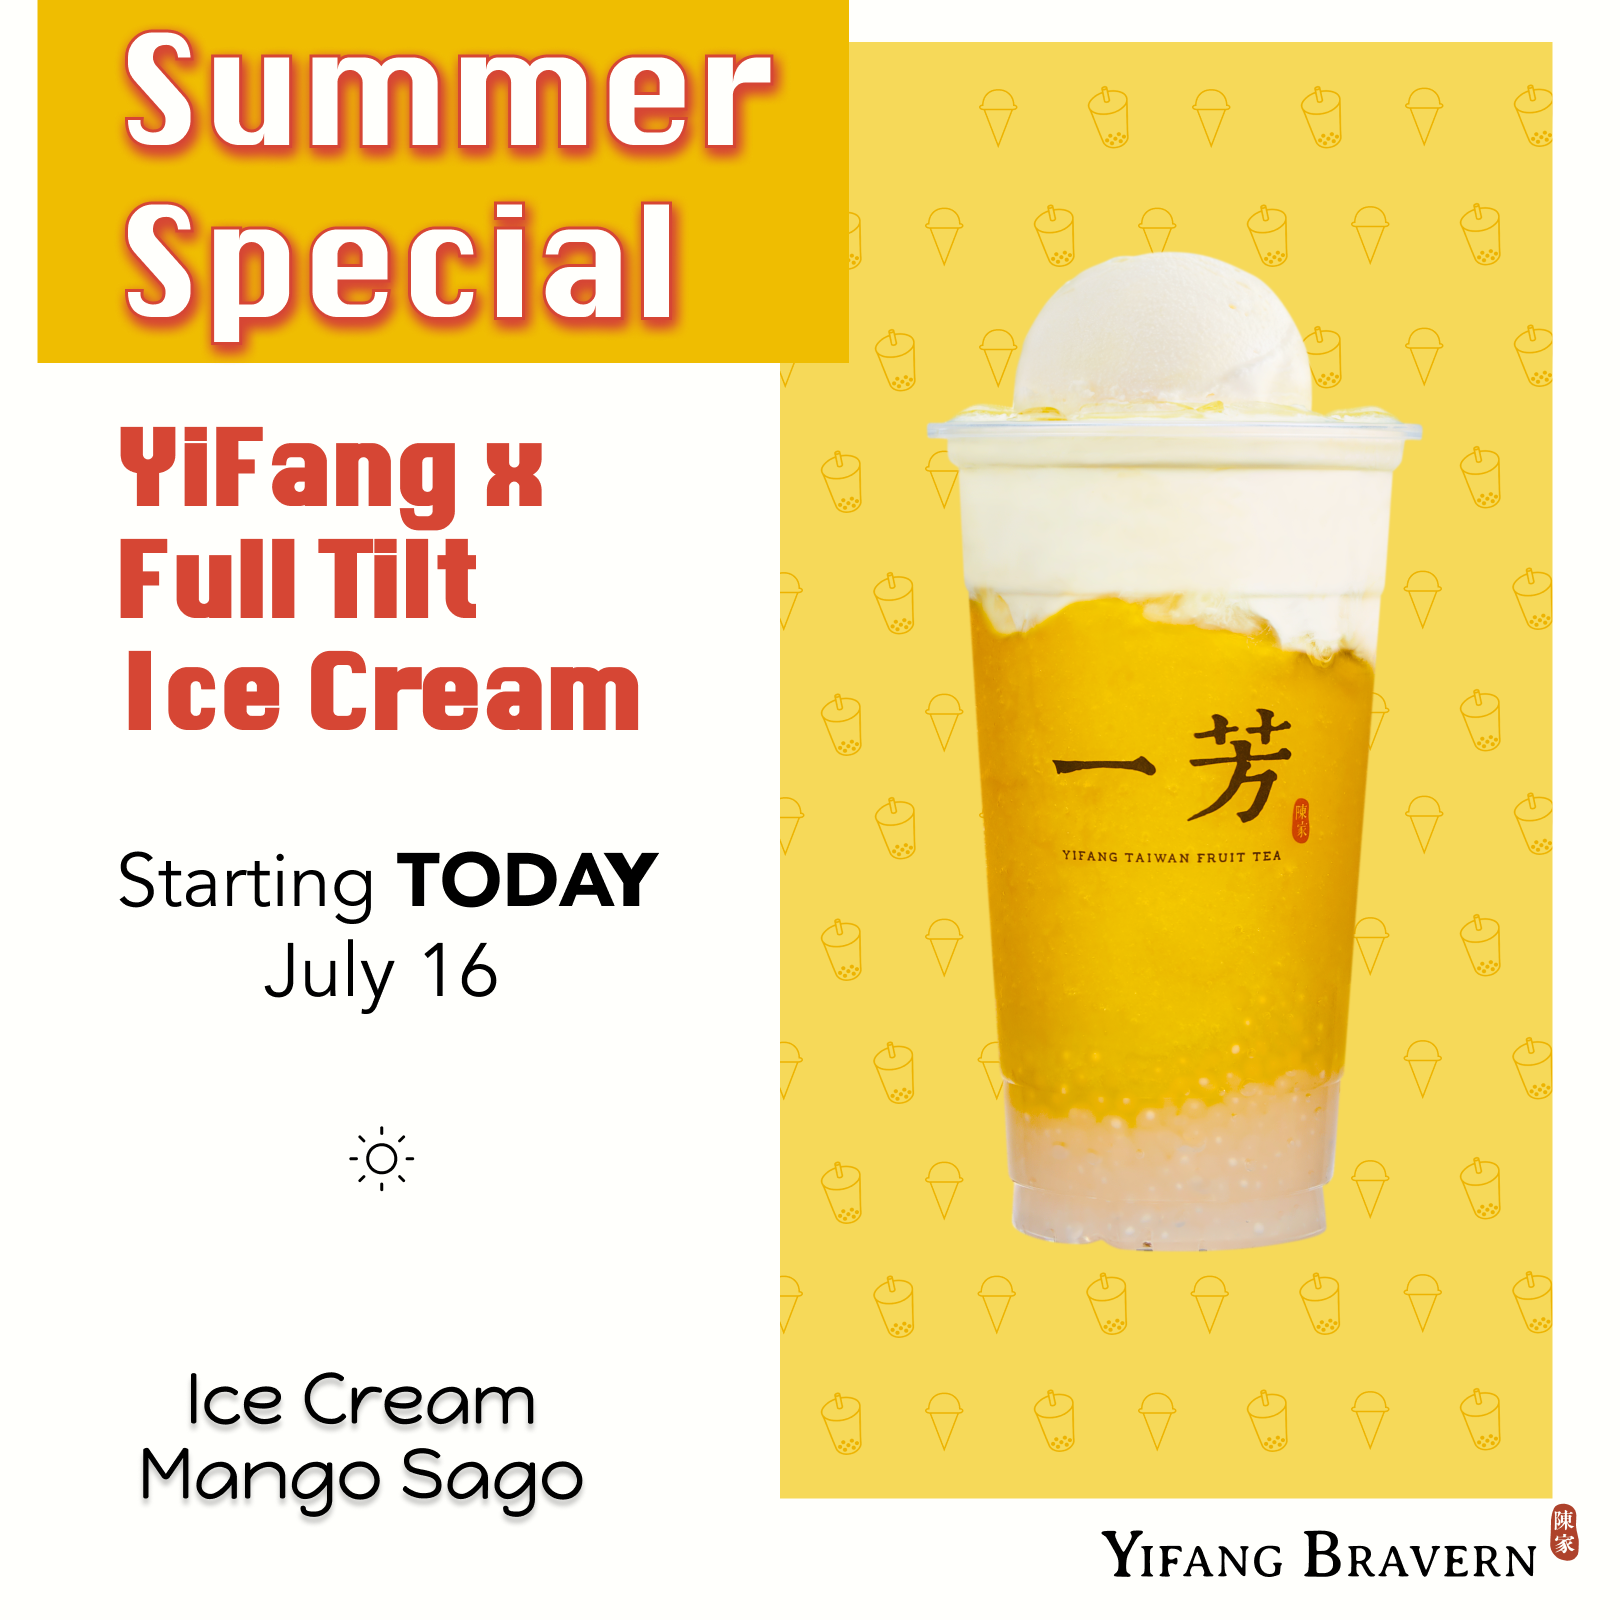 Summer
Special
YiFang x
Full Tilt
Ice Cream
Starting TODAY
July 16
Ice Cream
Mango Sago
一芳
陳家
YIFANG TAIWAN FRUIT TEA
YIFANG BRAVERN
陳家